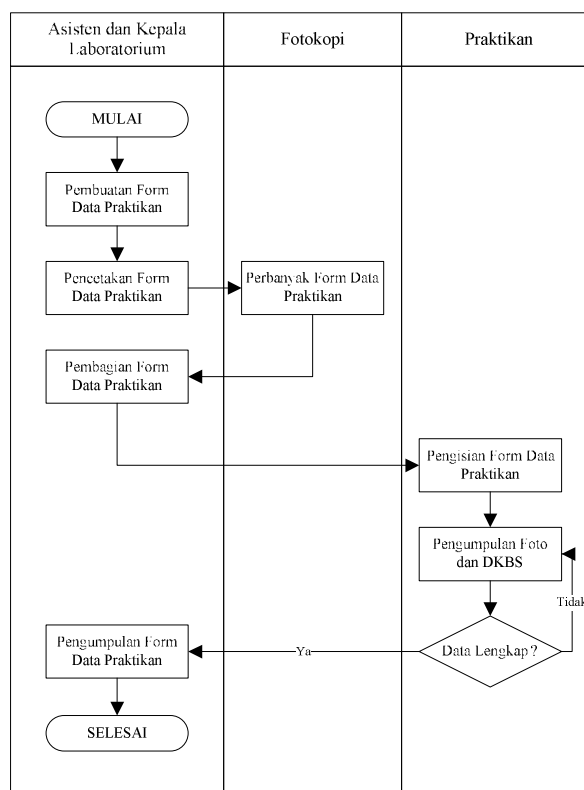 Asisten dan Kepala
Laboratorium
Fotokopi
Praktikan
MULAI
Pembuatan Form
Data Praktikan
Pencetakan Form
Data Praktikan
Perbanyak Form Data
Praktikan
Pembagian Form
Data Praktikan
Pengisian Form Data
Praktikan
Pengumpulan Foto
dan DKBS
Tidak
Data Lengkap ?
Ya
Pengumpulan Form
Data Praktikan
SELESAI